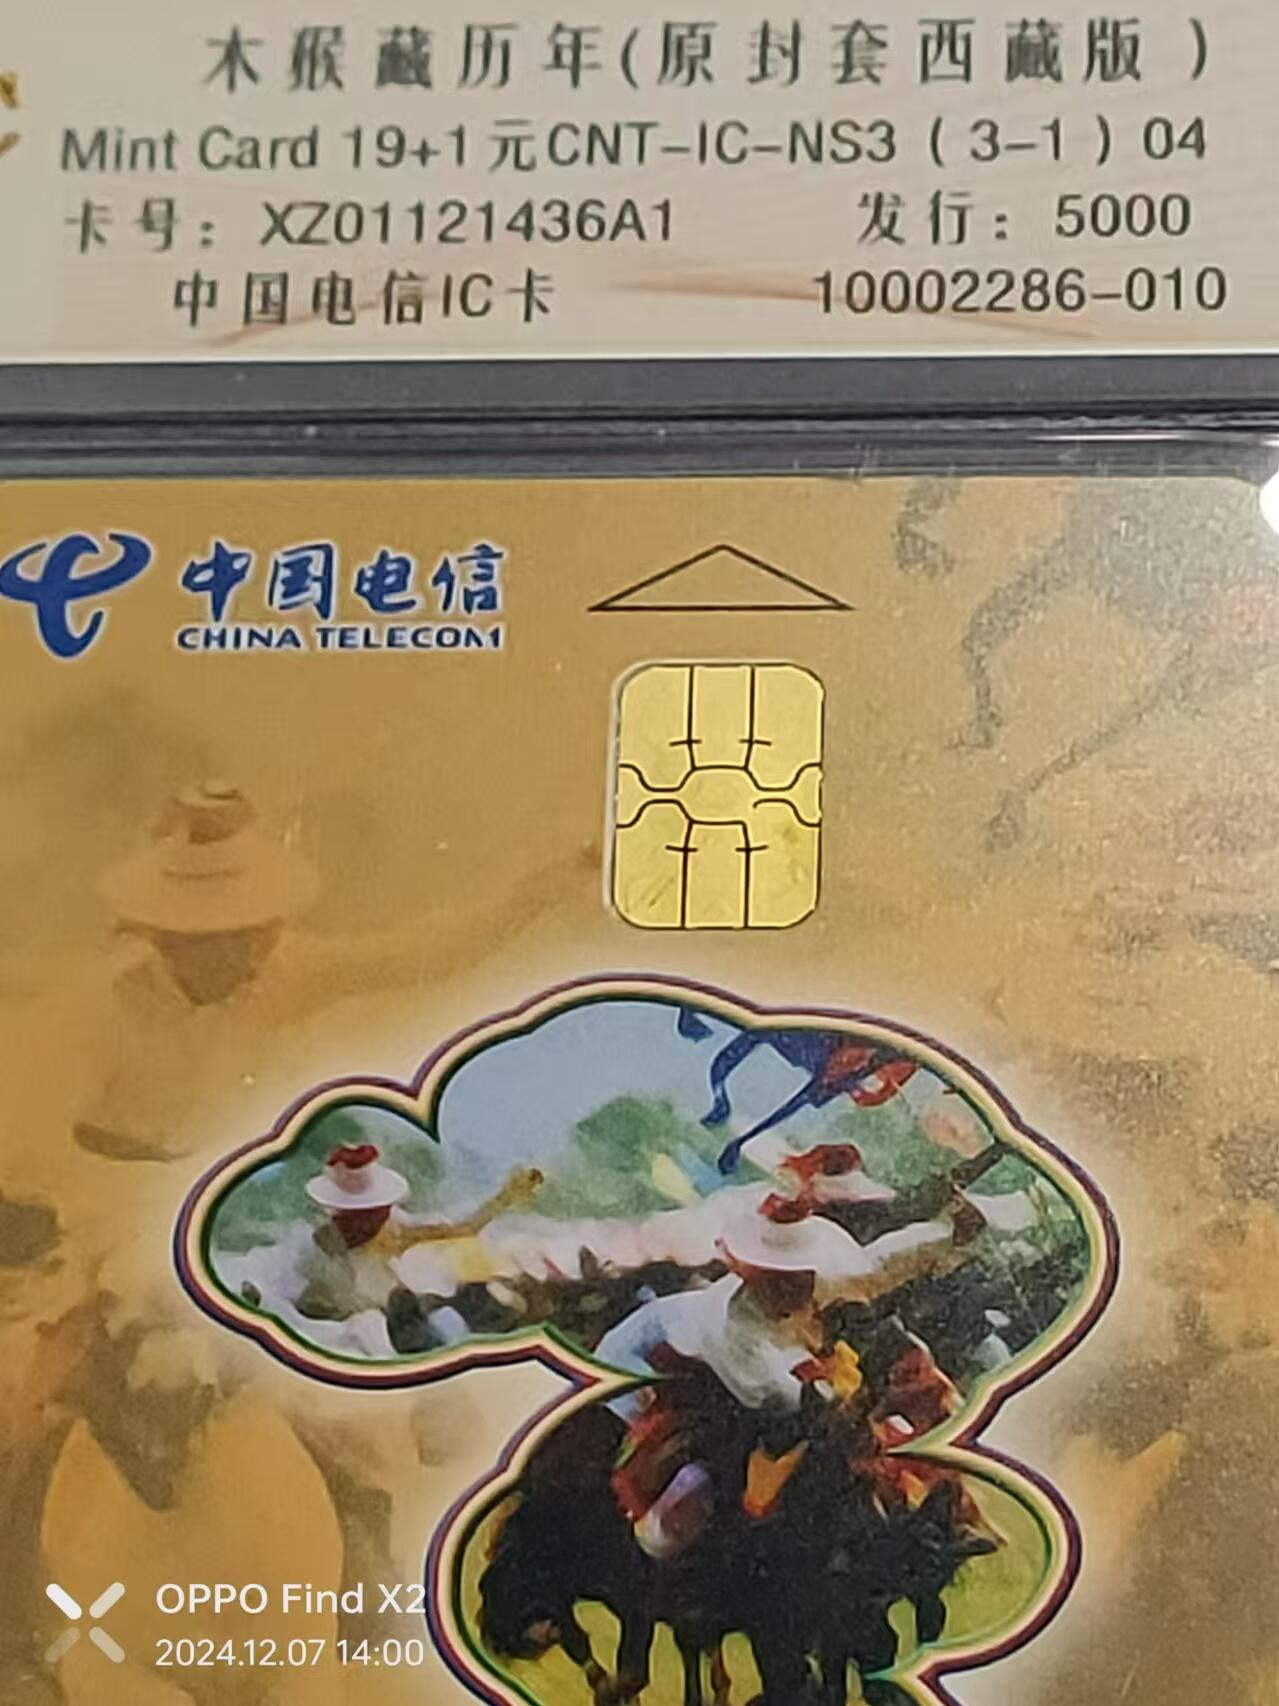 木猴藏历年(原封套西藏版 )
Mint Card 19+1元CNT-IC-NS3 ( 3-1 ) 04
卡号: XZ01121436A1 发行: 5000
中国电信IC卡 10002286-010
中国电信
CHINA TELECOM
OPPO Find X2
2024.12.07 14:00